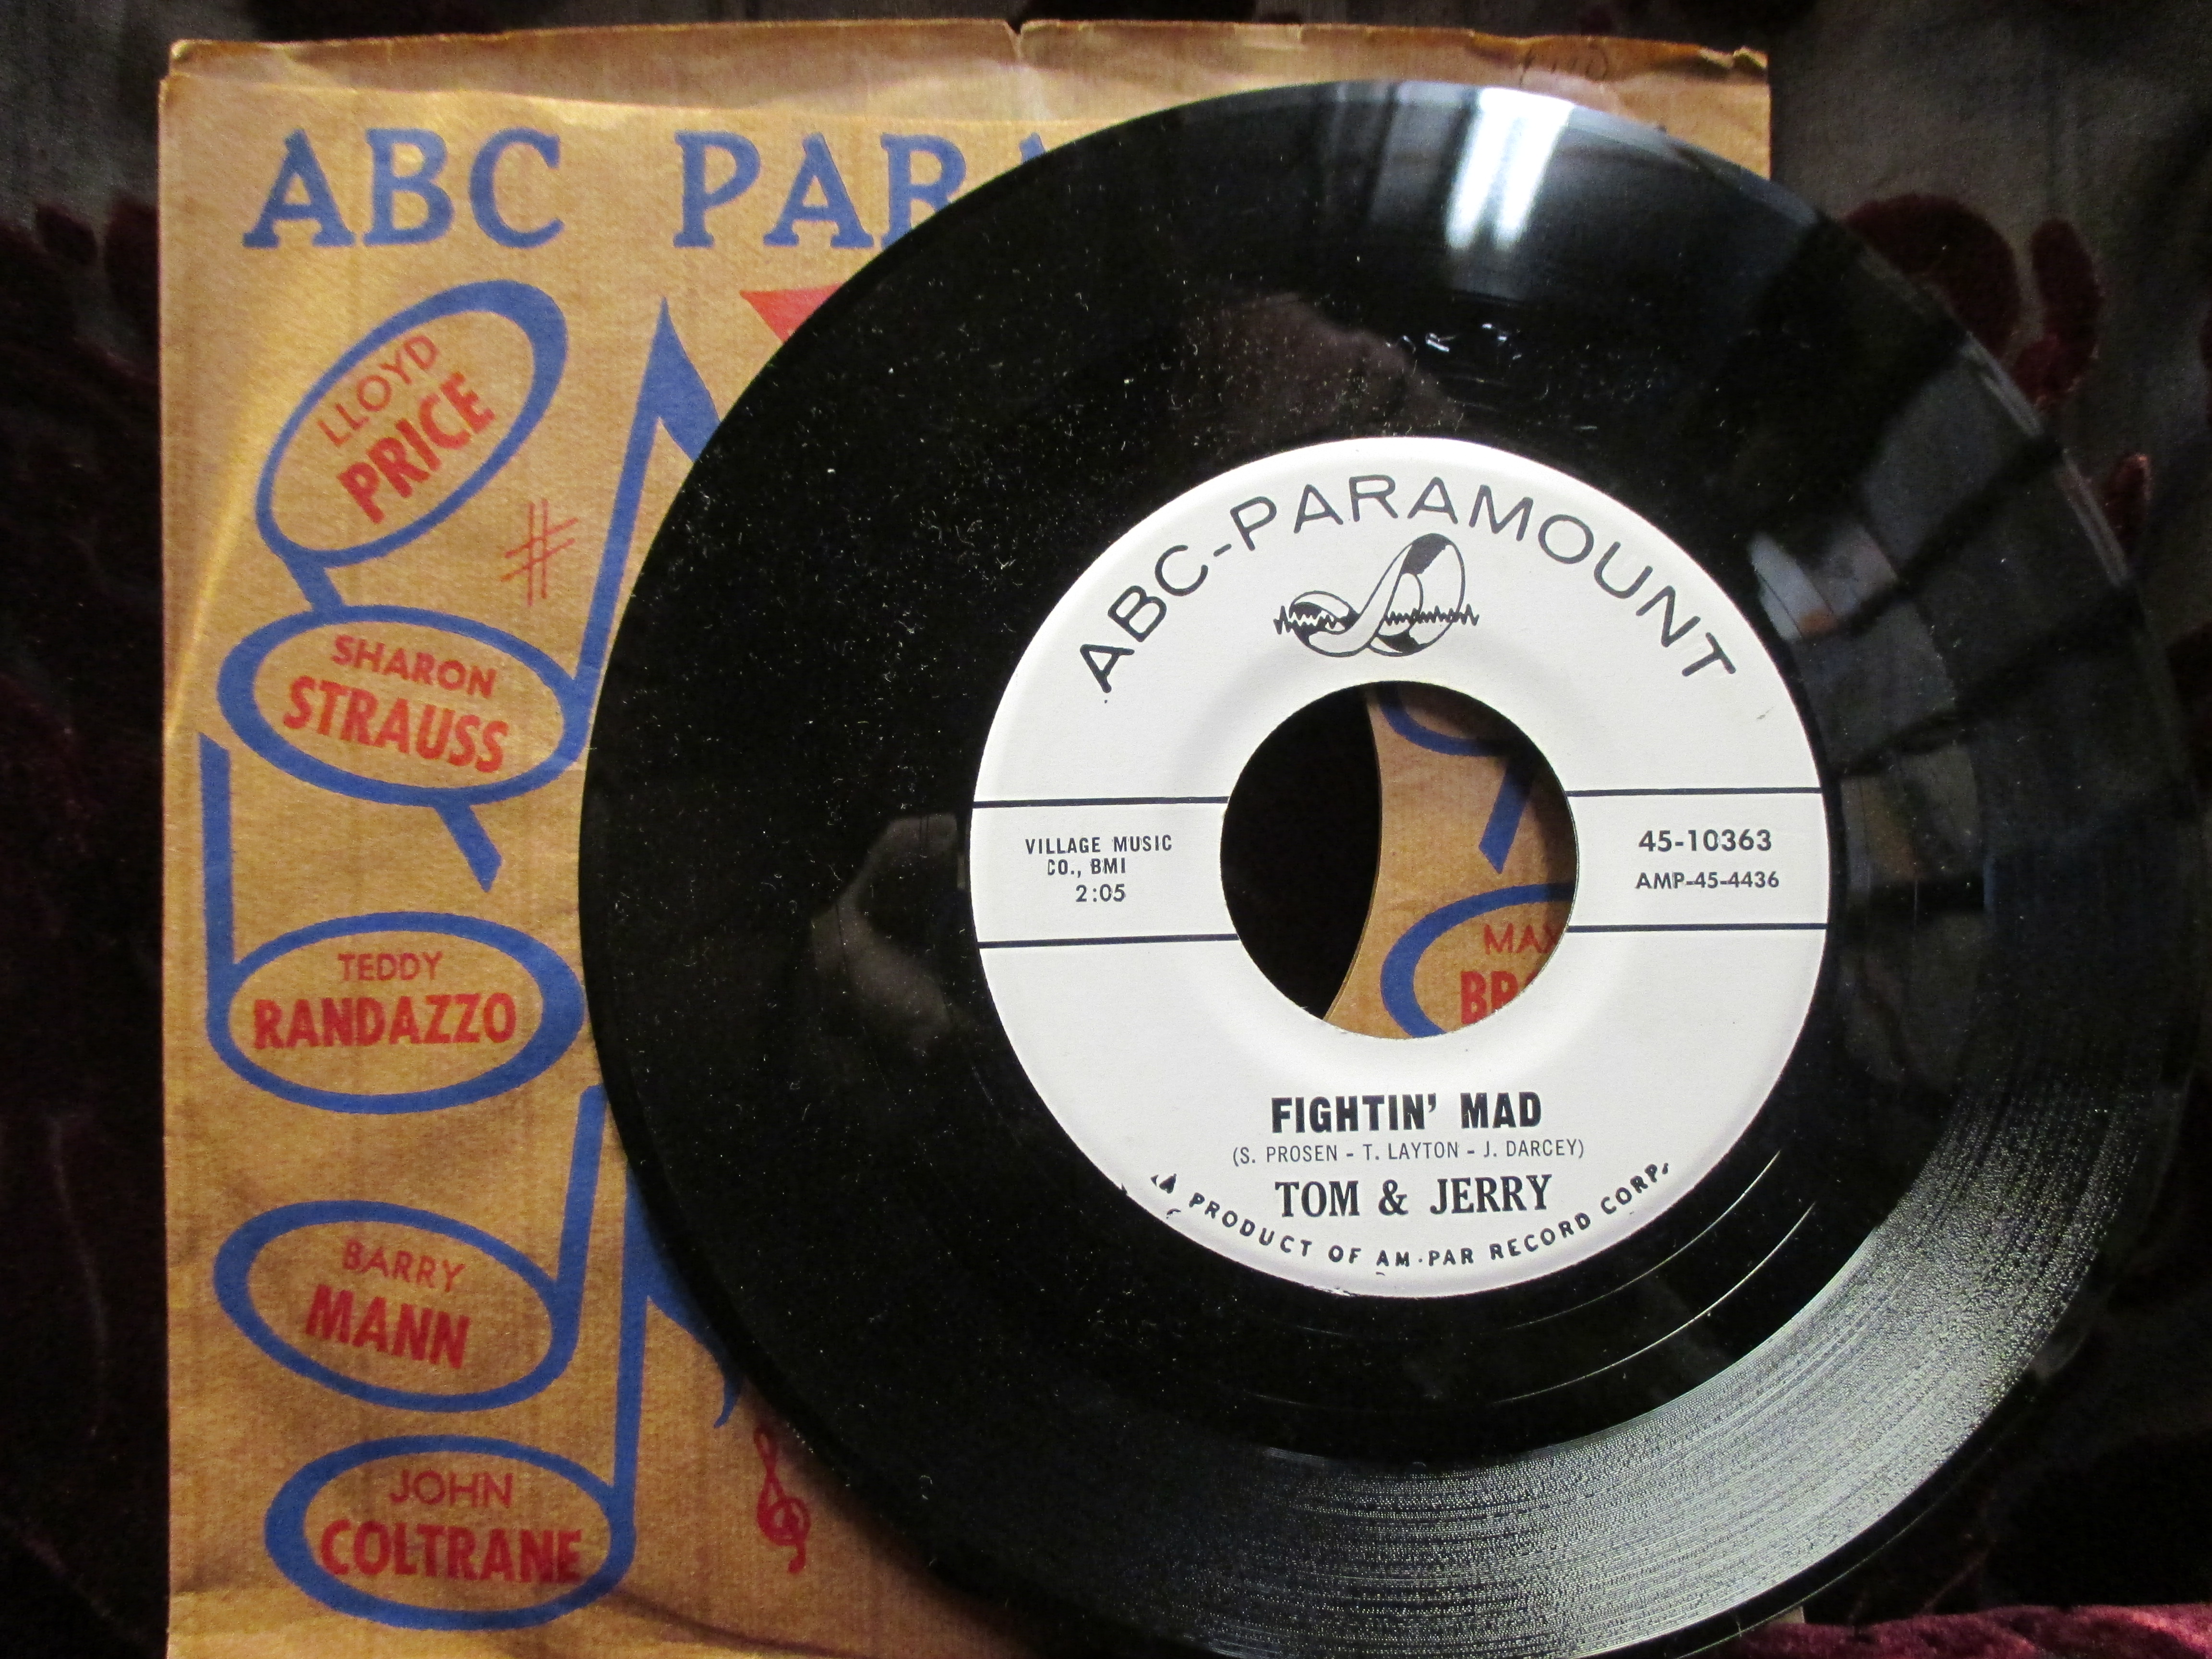 ABC PARA
LLOYD
PRICE
SHARON
STRAUSS
TEDDY
RANDAZZO
BARRY
MANN
JOHN
COLTRANE
ABC-PARAMOUNT
VILLAGE MUSIC
CO., BMI
2:05
45-10363
AMP-45-4436
FIGHTIN' MAD
(S. PROSEN - T. LAYTON - J. DARCEY)
TOM & JERRY
A PRODUCT OF AM-PAR RECORD CORP.